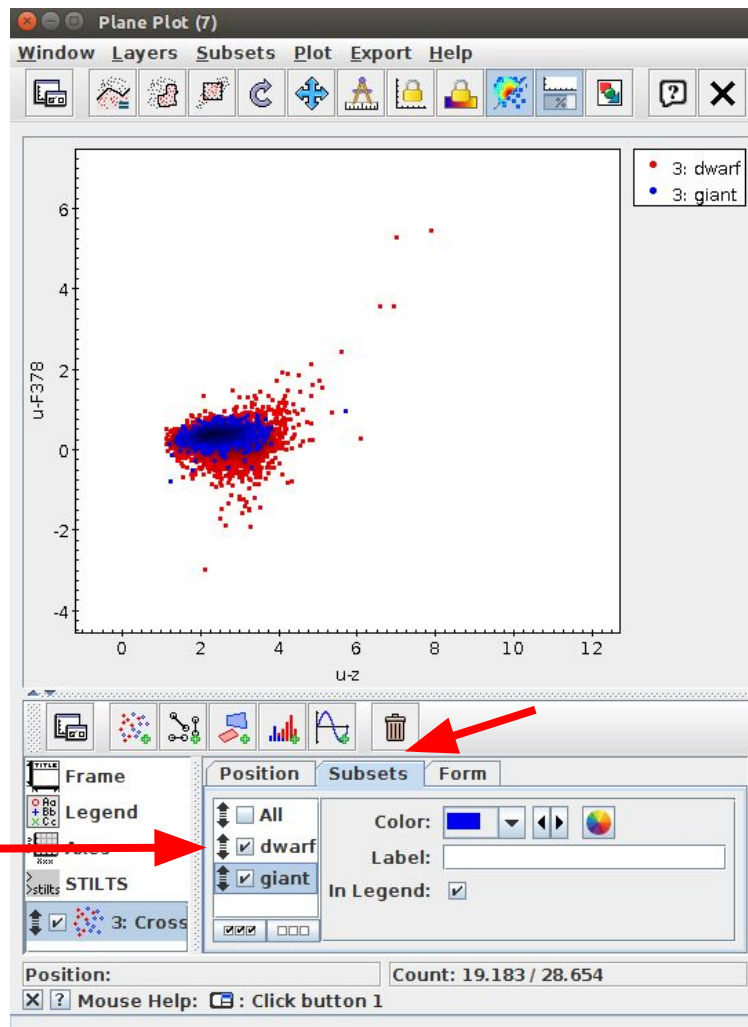 Plane Plot (7)
Window Layers Subsets Plot Export Help
3: dwarf
3: giant
6
4
2
0
-2
-4
u-F378
0 2 4 6 8 10 12
u-z
Position Subsets Form
TITLE
Frame
Legend
Axes
>stilts STILTS
3: Cross
All
dwarf
giant
Color:
Label:
In Legend:
Position:
Count: 19.183 / 28.654
Mouse Help: : Click button 1